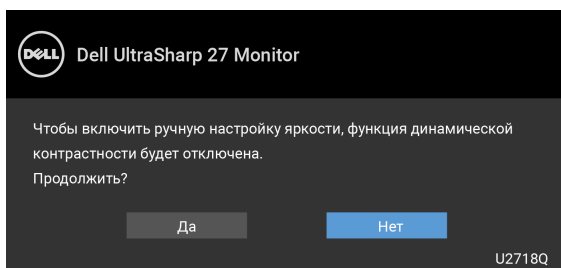 DELL
Dell UltraSharp 27 Monitor
Чтобы включить ручную настройку яркости, функция динамической
контрастности будет отключена.
Продолжить?
Да
Нет
U2718Q